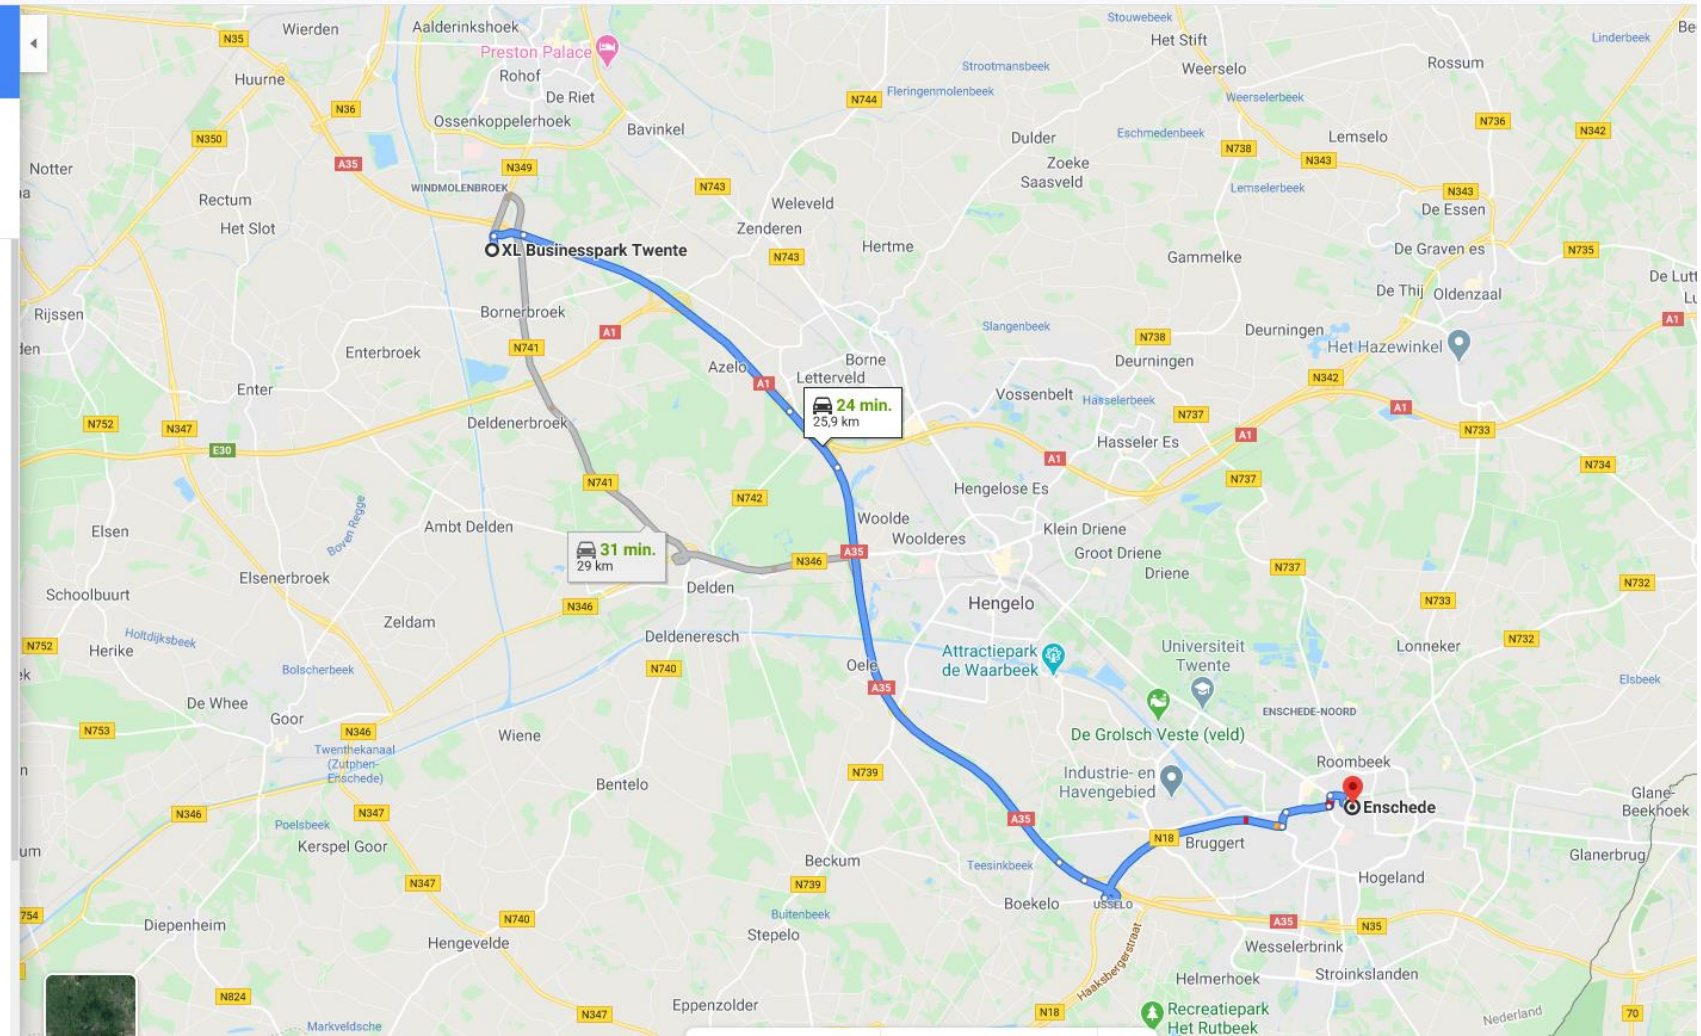 Wierden
Aalderinkshoek
Stouwebeek
N35
Preston Palace
Het Stift
Linderbeek
Rohof
Strootmansbeek
Weerselo
Rossum
Huurne
De Riet
N744
Fleringenmolenbeek
Weerselerbeek
N36
Ossenkoppelerhoek
Bavinkel
Dulder
Eschmedenbeek
Lemselo
N736
N342
N350
N738
N343
A35
N349
Zoeke
Saasveld
Notter
WINDMOLENBROEK
N743
Lemselerbeek
N343
Rectum
Weleveld
De Essen
Het Slot
Zenderen
Hertme
De Graven es
N735
XL Businesspark Twente
N743
Gammelke
De Lutt
De Thij
Oldenzaal
Rijssen
Bornerbroek
Slangenbeek
Deurningen
A1
A1
N738
Het Hazewinkel
Enterbroek
N741
Borne
Deurningen
Azelo
Letterveld
N342
Enter
A1
Vossenbelt
Hasselerbeek
24 min.
25,9 km
N737
A1
N752
N347
Deldenerbroek
A1
N733
E30
Hasseler Es
A1
N734
N741
N742
Hengelose Es
N737
Elsen
Boven Regge
Ambt Delden
Woolde
Woolderes
Klein Driene
31 min.
29 km
A35
Groot Driene
N346
Driene
N737
Elsenerbroek
Delden
N732
Schoolbuurt
N346
Hengelo
N733
Zeldam
Holtdijksbeek
Deldeneresch
N732
N752
Herike
Attractiepark
de Waarbeek
Universiteit
Twente
Lonneker
Bolscherbeek
N740
Oele
A35
Elsbeek
De Whee
ENSCHEDE-NOORD
Goor
N753
N346
Wiene
De Grolsch Veste (veld)
Twenthekanaal
(Zutphen-
Enschede)
Roombeek
N739
Industrie- en
Havengebied
Bentelo
Glane-
Beekhoek
Enschede
N346
N347
A35
Poelsbeek
N18
Bruggert
Kerspel Goor
Beckum
Teesinkbeek
Glanerbrug
N347
N739
Hogeland
Boekelo
USSELO
754
N740
Buitenbeek
A35
N35
Diepenheim
Stepelo
Hengevelde
Haaksbergerstraat
Wesselerbrink
Helmerhoek
Stroinkslanden
N824
Eppenzolder
N347
N18
Recreatiepark
Het Rutbeek
Nederland
70
Markveldsche